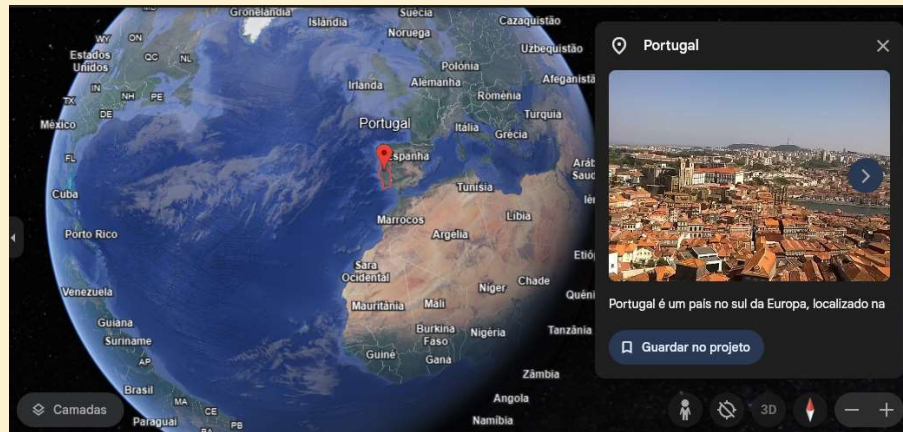 Gronelândia
Islândia
Suécia
Noruega
Cazaquistão
Uzbequistão
WY
ON
Estados
Unidos
QC
NL
Polónia
Irlanda
Alemanha
Afeganistã
IN
NH
PE
Roménia
TX
DE
Turquia
México
Portugal
Itália
Grécia
Espanha
FL
Aráb
Saud
Tunísia
Cuba
Marrocos
Líbia
Porto Rico
Argélia
Sara
Ocidental
Etió
Níger
Chade
Venezuela
Mauritânia
Mali
Quêni
Guiana
Suriname
Burkina
Faso
Nigéria
Tanzânia
Guiné
Gana
AP
Zâmbia
Brasil
MA
CE
Angola
Paraguai
PB
Namíbia
Camadas
Portugal
Portugal é um país no sul da Europa, localizado na
Guardar no projeto
3D